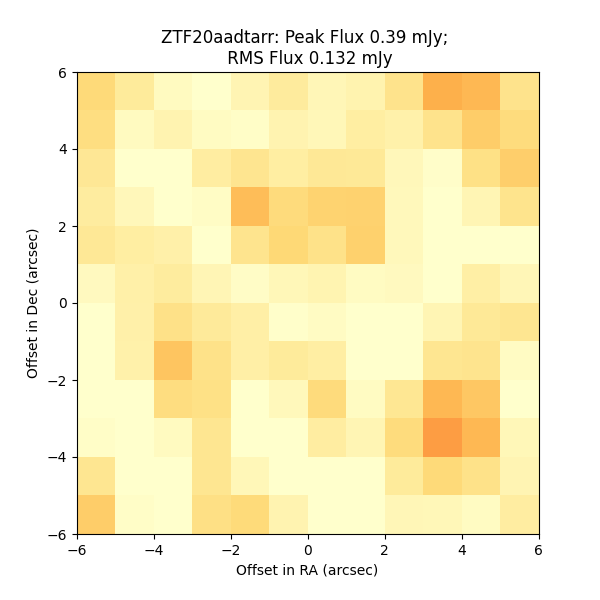 ZTF20aadtarr: Peak Flux 0.39 mJy;
RMS Flux 0.132 mJy
6
4
2
0
−2
−4
−6
Offset in Dec (arcsec)
−6 −4 −2 0 2 4 6
Offset in RA (arcsec)